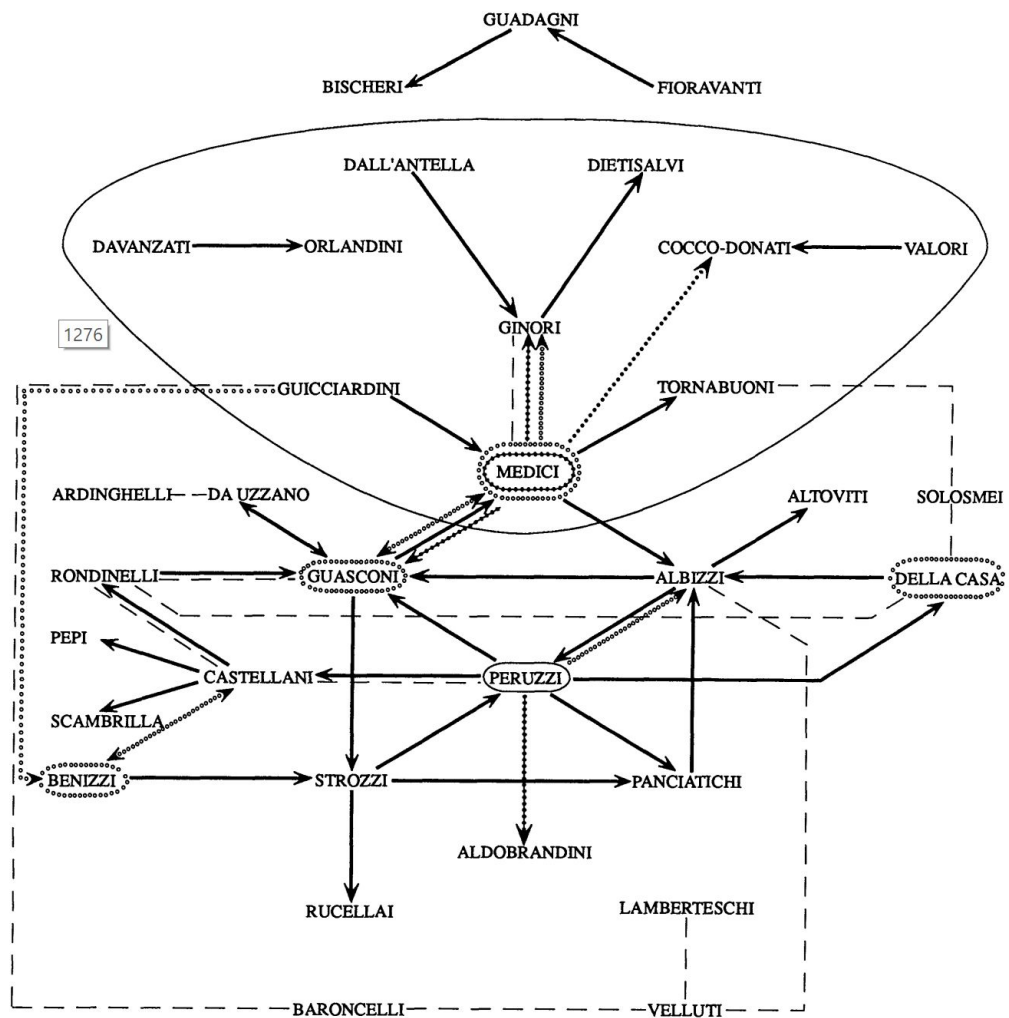 GUADAGNI
BISCHERI
FIORAVANTI
DALL'ANTELLA
DIETISALVI
DAVANZATI
ORLANDINI
COCCO-DONATI
VALORI
GINORI
1276
GUICCIARDINI
TORNABUONI
MEDICI
ARDINGHELLI
DA UZZANO
ALTOVITI
SOLOSMEI
RONDINELLI
GUASCONI
ALBIZZI
DELLA CASA
PEPI
CASTELLANI
PERUZZI
SCAMBRILLA
BENIZZI
STROZZI
PANCIATICHI
ALDOBRANDINI
RUCELLAI
LAMBERTESCHI
BARONCELLI
VELLUTI